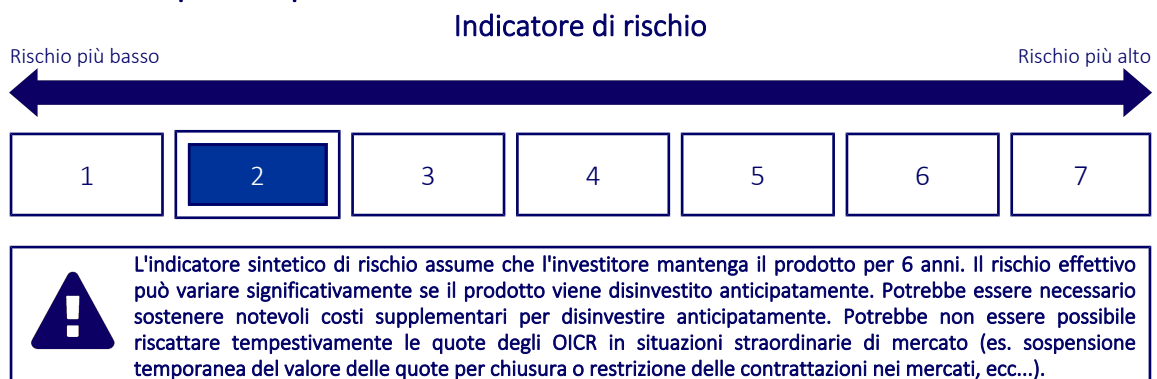 Indicatore di rischio
Rischio più basso
Rischio più alto
1 2 3 4 5 6 7
L'indicatore sintetico di rischio assume che l'investitore mantenga il prodotto per 6 anni. Il rischio effettivo
può variare significativamente se il prodotto viene disinvestito anticipatamente. Potrebbe essere necessario
sostenere notevoli costi supplementari per disinvestire anticipatamente. Potrebbe non essere possibile
riscattare tempestivamente le quote degli OICR in situazioni straordinarie di mercato (es. sospensione
temporanea del valore delle quote per chiusura o restrizione delle contrattazioni nei mercati, ecc...).